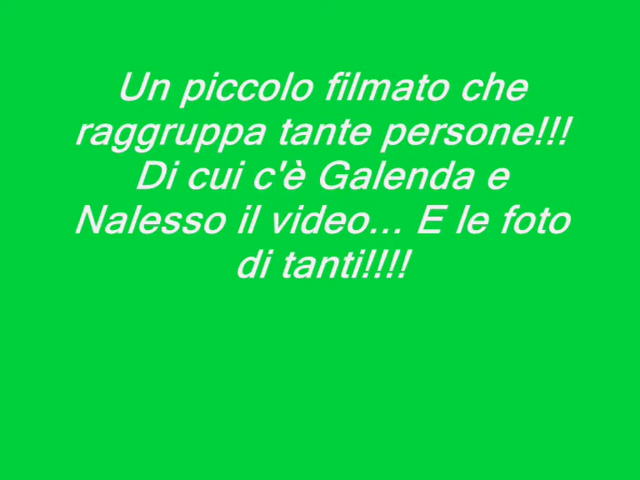 Un piccolo filmato che
raggruppa tante persone!!!
Di cui c'è Galenda e
Nalesso il video... E le foto
di tanti!!!!